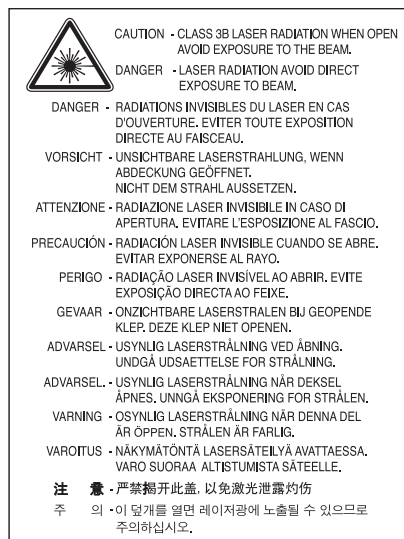 CAUTION - CLASS 3B LASER RADIATION WHEN OPEN
AVOID EXPOSURE TO THE BEAM.
DANGER - LASER RADIATION AVOID DIRECT
EXPOSURE TO BEAM.
DANGER - RADIATIONS INVISIBLES DU LASER EN CAS
D'OUVERTURE. EVITER TOUTE EXPOSITION
DIRECTE AU FAISCEAU.
VORSICHT - UNSICHTBARE LASERSTRAHLUNG, WENN
ABDECKUNG GEÖFFNET.
NICHT DEM STRAHL AUSSETZEN.
ATTENZIONE - RADIAZIONE LASER INVISIBILE IN CASO DI
APERTURA. EVITARE L'ESPOSIZIONE AL FASCIO.
PRECAUCIÓN - RADIACIÓN LASER INVISIBLE CUANDO SE ABRE.
EVITAR EXPONERSE AL RAYO.
PERIGO - RADIAÇÃO LASER INVISÍVEL AO ABRIR. EVITE
EXPOSIÇÃO DIRECTA AO FEIXE.
GEVAAR - ONZICHTBARE LASERSTRALEN BIJ GEOPENDE
KLEP. DEZE KLEP NIET OPENEN.
ADVARSEL - USYNLIG LASERSTRÅLNING VED ÅBNING.
UNDGÅ UDSAETTELSE FOR STRÅLNING.
ADVARSEL. - USYNLIG LASERSTRÅLNING NÅR DEKSEL
ÅPNES. UNNGÅ EKSPONERING FOR STRÅLEN.
VARNING - OSYNLIG LASERSTRÅLNING NÄR DENNA DEL
ÄR ÖPPEN. STRÅLEN ÄR FARLIG.
VAROITUS - NÄKYMÄTÖNTÄ LASERSÄTEILYÄ AVATTAESSA.
VARO SUORAA ALTISTUMISTA SÄTEELLE.
注 意 - 严禁揭开此盖, 以免激光泄露灼伤
주 의 - 이 덮개를 열면 레이저광에 노출될 수 있으므로
주의하십시오.